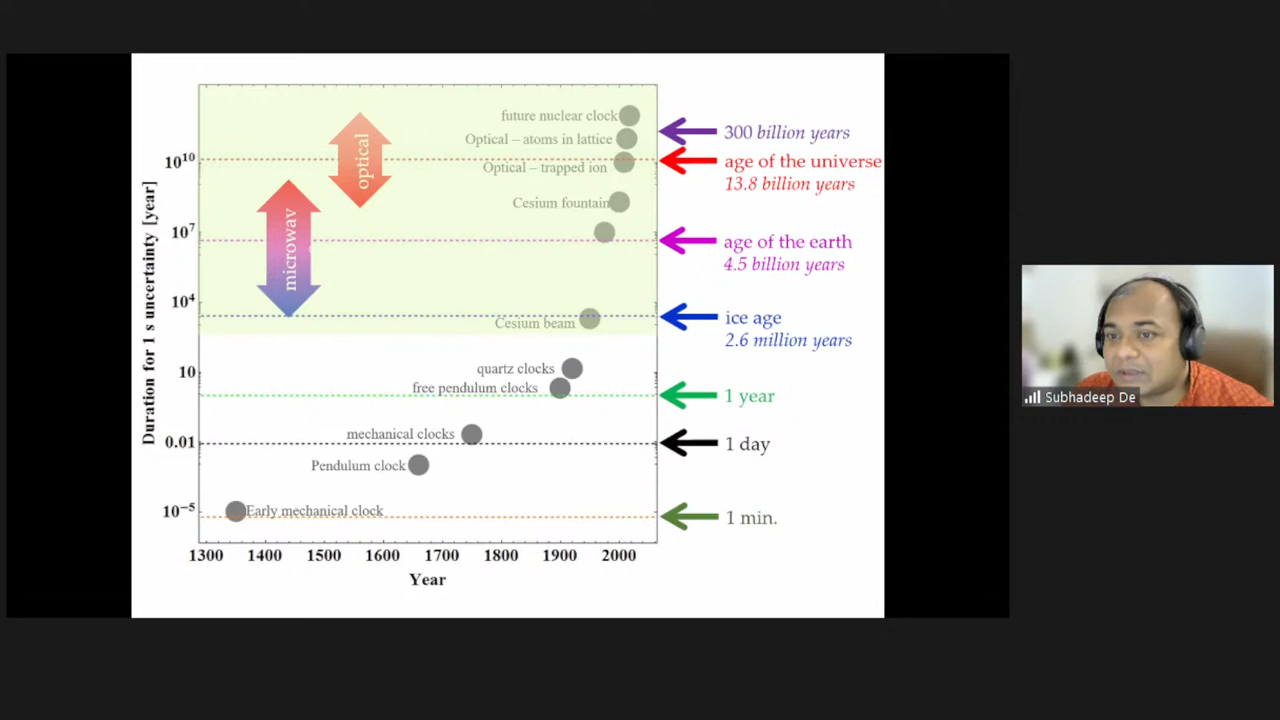 future nuclear clock
300 billion years
Optical – atoms in lattice
optical
10^10
age of the universe
Optical – trapped ion
13.8 billion years
Cesium fountain
microwav
10^7
age of the earth
4.5 billion years
Duration for 1 s uncertainty [year]
10^4
Cesium beam
ice age
2.6 million years
quartz clocks
10
free pendulum clocks
1 year
mechanical clocks
0.01
1 day
Pendulum clock
10^-5
Early mechanical clock
1 min.
1300 1400 1500 1600 1700 1800 1900 2000
Year
Subhadeep De